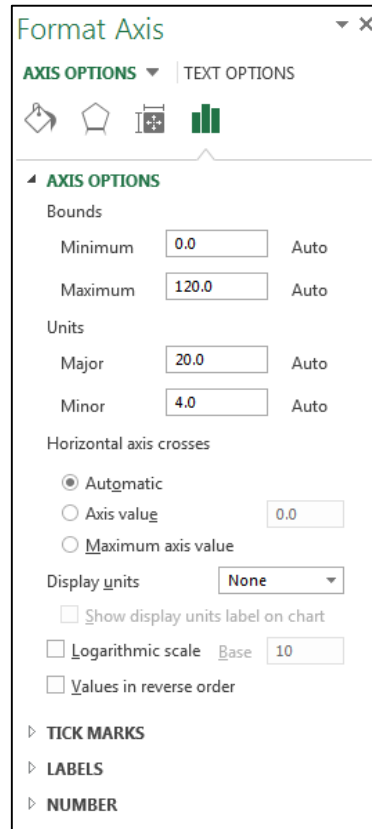 Format Axis
AXIS OPTIONS TEXT OPTIONS
AXIS OPTIONS
Bounds
Minimum 0.0 Auto
Maximum 120.0 Auto
Units
Major 20.0 Auto
Minor 4.0 Auto
Horizontal axis crosses
Automatic
Axis value 0.0
Maximum axis value
Display units None
Show display units label on chart
Logarithmic scale Base 10
Values in reverse order
TICK MARKS
LABELS
NUMBER